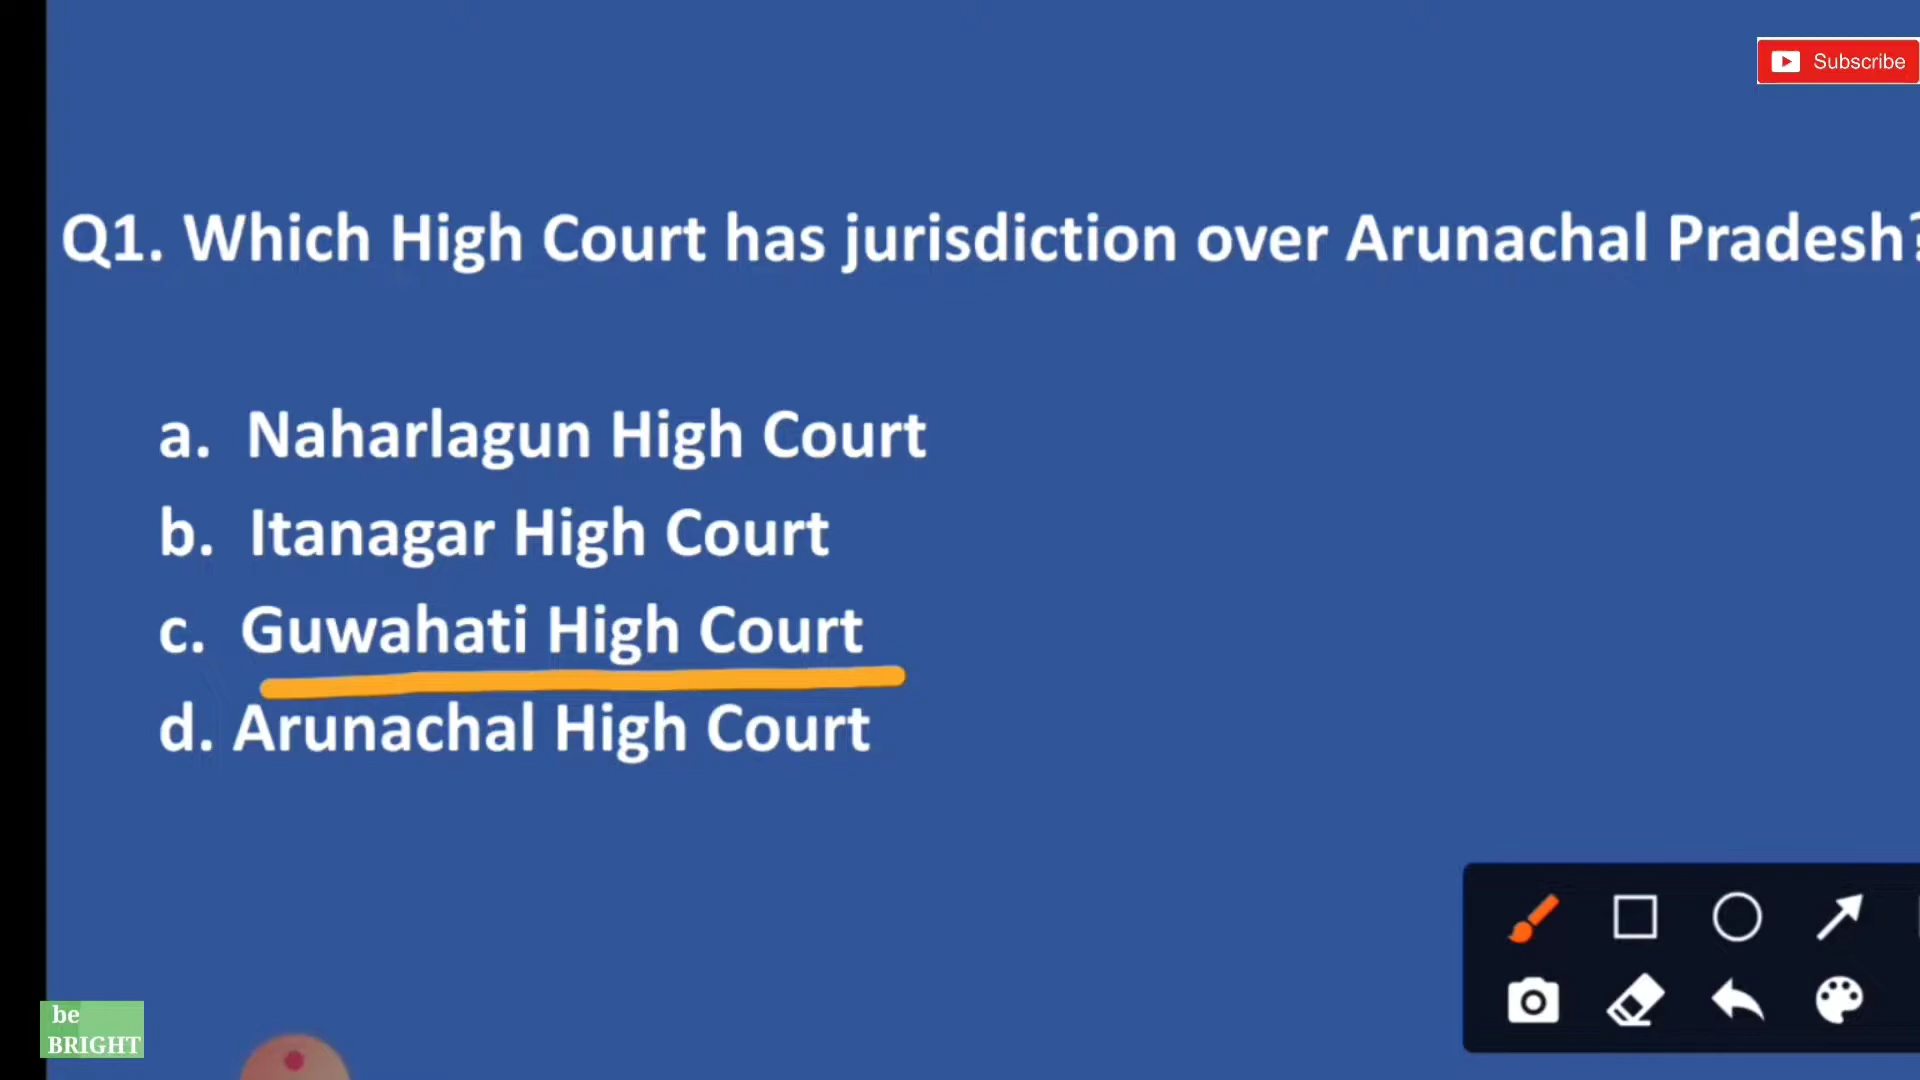 Subscribe
Q1. Which High Court has jurisdiction over Arunachal Pradesh?
a. Naharlagun High Court
b. Itanagar High Court
c. Guwahati High Court
d. Arunachal High Court
be
BRIGHT